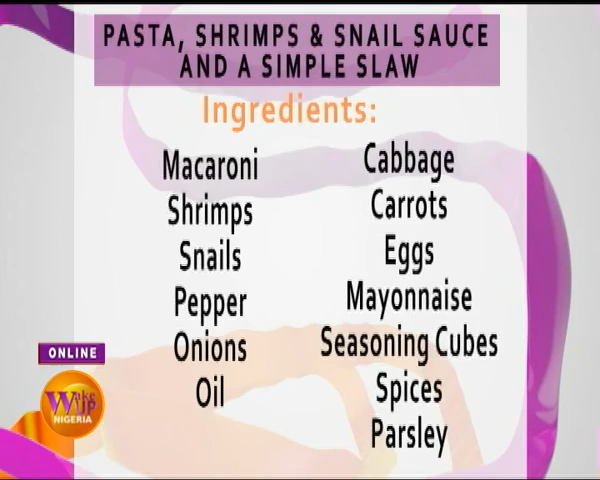 PASTA, SHRIMPS & SNAIL SAUCE
AND A SIMPLE SLAW
Ingredients:
Macaroni
Shrimps
Snails
Pepper
Onions
Oil
Cabbage
Carrots
Eggs
Mayonnaise
Seasoning Cubes
Spices
Parsley
ONLINE
Wake
UP
NIGERIA